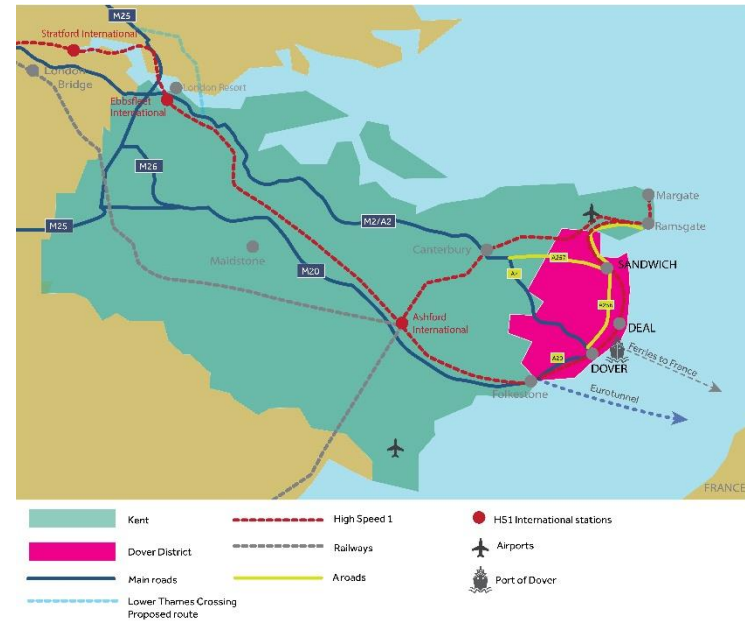 M25
Stratford International
London
Bridge
London Resort
Ebbsfleet
International
M26
M25
M2/A2
Maidstone
M20
Canterbury
Margate
Ramsgate
A257
SANDWICH
A2
A256
Ashford
International
DEAL
A20
DOVER
Ferries to France
Folkestone
Eurotunnel
FRANCE
Kent
High Speed 1
HS1 International stations
Dover District
Railways
Airports
Main roads
A roads
Port of Dover
Lower Thames Crossing
Proposed route